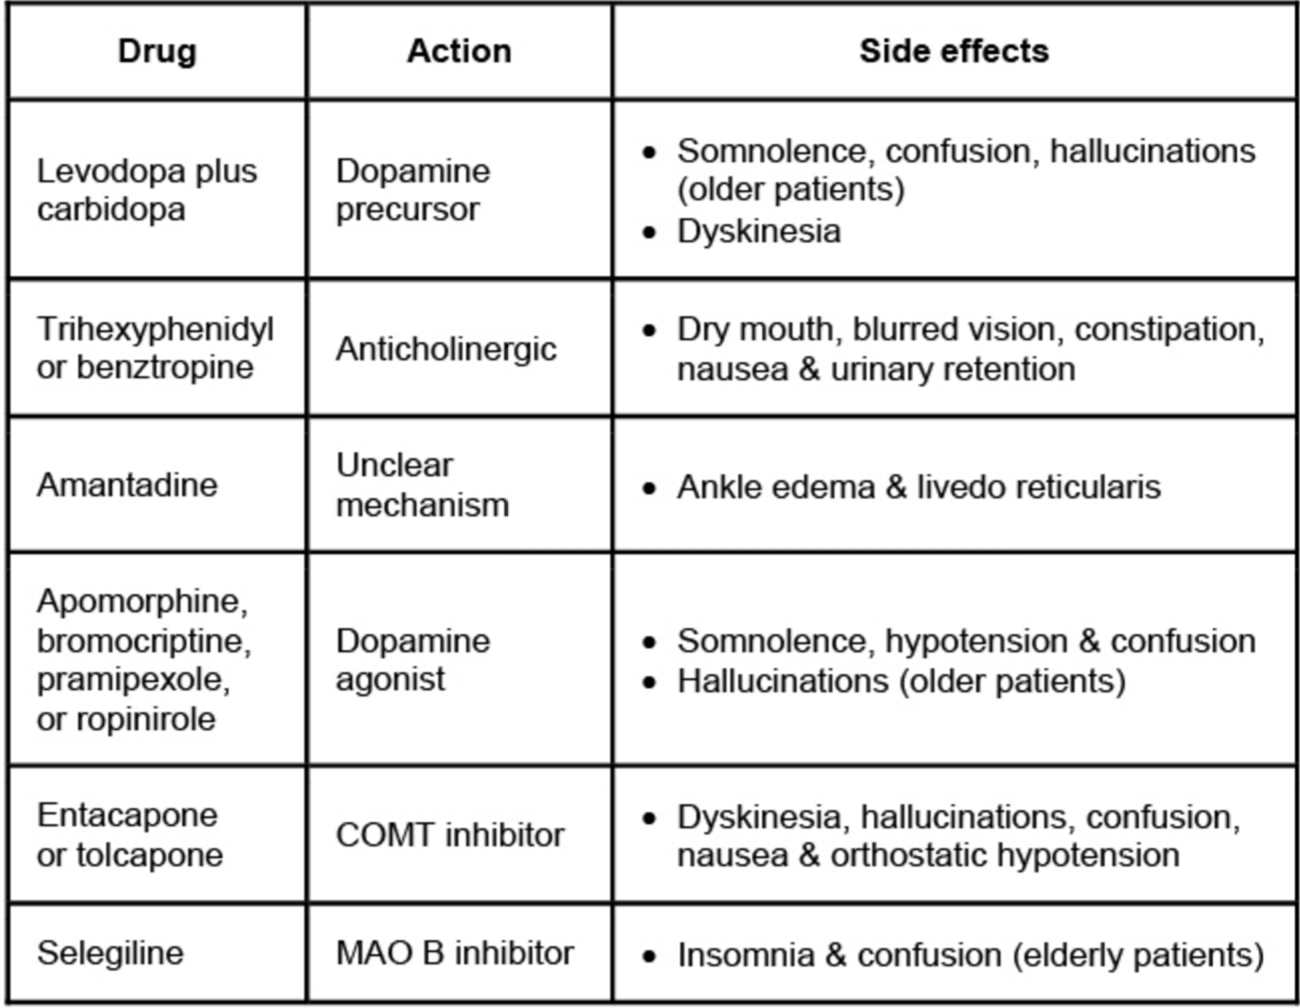 Drug Action Side effects
Levodopa plus
carbidopa
Dopamine
precursor
• Somnolence, confusion, hallucinations
(older patients)
• Dyskinesia
Trihexyphenidyl
or benztropine
Anticholinergic
• Dry mouth, blurred vision, constipation,
nausea & urinary retention
Amantadine
Unclear
mechanism
• Ankle edema & livedo reticularis
Apomorphine,
bromocriptine,
pramipexole,
or ropinirole
Dopamine
agonist
• Somnolence, hypotension & confusion
• Hallucinations (older patients)
Entacapone
or tolcapone
COMT inhibitor
• Dyskinesia, hallucinations, confusion,
nausea & orthostatic hypotension
Selegiline
MAO B inhibitor
• Insomnia & confusion (elderly patients)